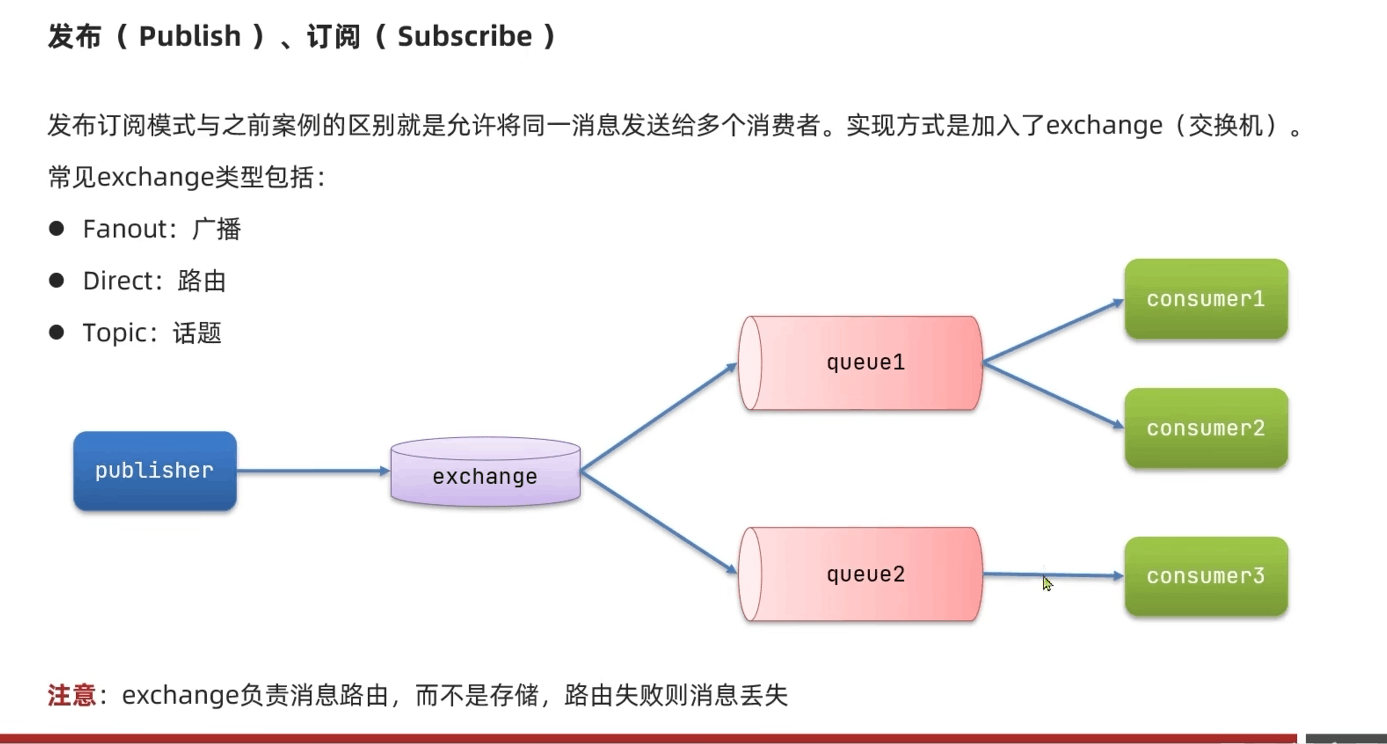 发布（ Publish ）、订阅（ Subscribe ）
发布订阅模式与之前案例的区别就是允许将同一消息发送给多个消费者。实现方式是加入了exchange（交换机）。
常见exchange类型包括：
● Fanout：广播
● Direct：路由
● Topic：话题
publisher
exchange
queue1
queue2
consumer1
consumer2
consumer3
注意：exchange负责消息路由，而不是存储，路由失败则消息丢失